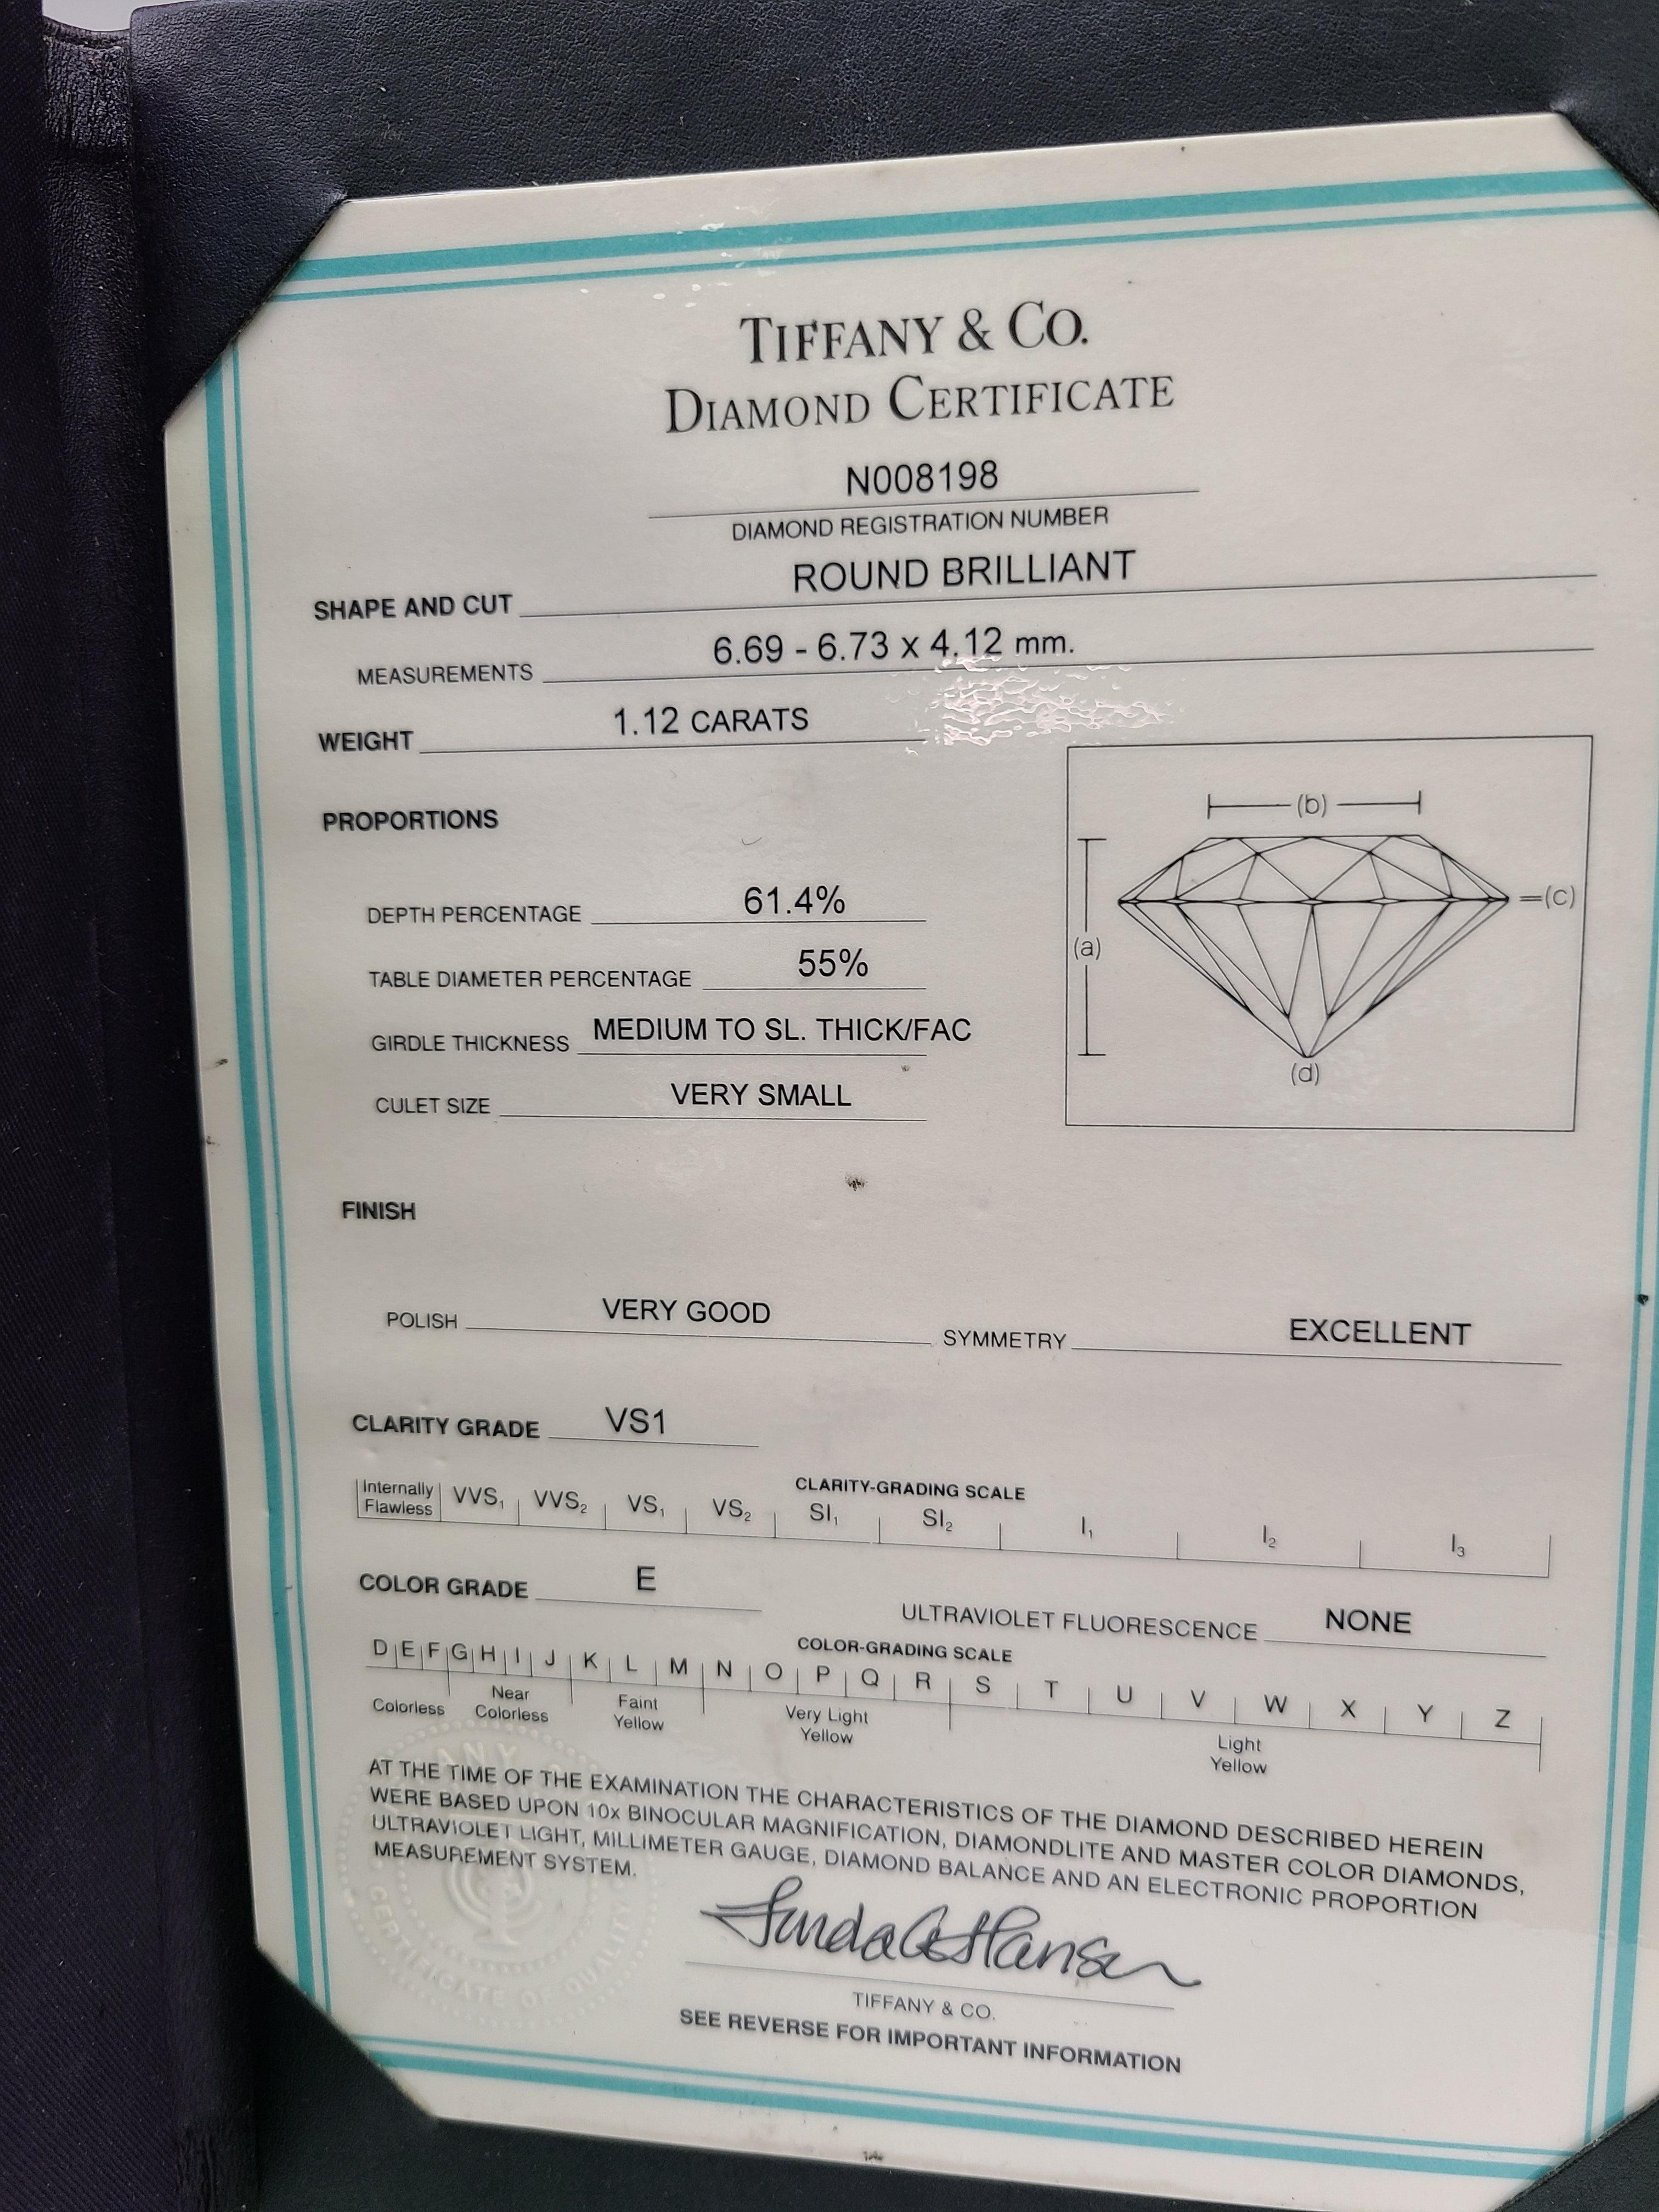 TIFFANY & CO.
DIAMOND CERTIFICATE
N008198
DIAMOND REGISTRATION NUMBER
SHAPE AND CUT ROUND BRILLIANT
MEASUREMENTS 6.69 - 6.73 x 4.12 mm.
WEIGHT 1.12 CARATS
PROPORTIONS
DEPTH PERCENTAGE 61.4%
TABLE DIAMETER PERCENTAGE 55%
GIRDLE THICKNESS MEDIUM TO SL. THICK/FAC
CULET SIZE VERY SMALL
(b)
(a)
=(c)
(d)
FINISH
POLISH VERY GOOD SYMMETRY EXCELLENT
CLARITY GRADE VS1
CLARITY-GRADING SCALE
Internally Flawless VVS₁ VVS₂ VS₁ VS₂ SI₁ SI₂ I₁ I₂ I₃
COLOR GRADE E
ULTRAVIOLET FLUORESCENCE NONE
COLOR-GRADING SCALE
D E F G H I J K L M N O P Q R S T U V W X Y Z
Colorless
Near Colorless
Faint Yellow
Very Light Yellow
Light Yellow
AT THE TIME OF THE EXAMINATION THE CHARACTERISTICS OF THE DIAMOND DESCRIBED HEREIN
WERE BASED UPON 10x BINOCULAR MAGNIFICATION, DIAMONDLITE AND MASTER COLOR DIAMONDS,
ULTRAVIOLET LIGHT, MILLIMETER GAUGE, DIAMOND BALANCE AND AN ELECTRONIC PROPORTION
MEASUREMENT SYSTEM.
TIFFANY & CO.
SEE REVERSE FOR IMPORTANT INFORMATION
CERTIFICATE OF QUALITY